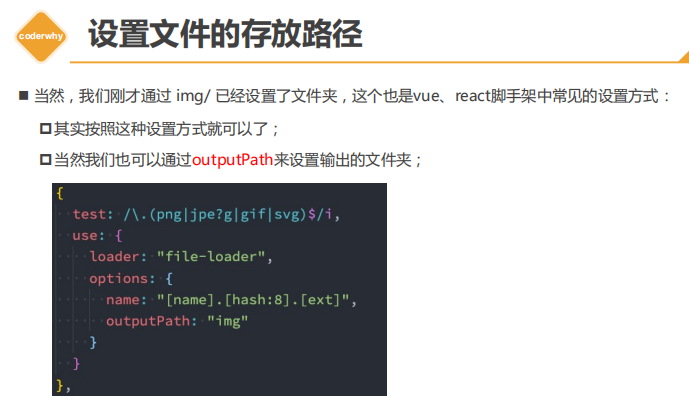 coderwhy
设置文件的存放路径
当然，我们刚才通过 img/ 已经设置了文件夹，这个也是vue、react脚手架中常见的设置方式：
其实按照这种设置方式就可以了；
当然我们也可以通过outputPath来设置输出的文件夹；
{
test: /\.(png|jpe?g|gif|svg)$/i,
use: {
loader: "file-loader",
options: {
name: "[name].[hash:8].[ext]",
outputPath: "img"
}
}
},